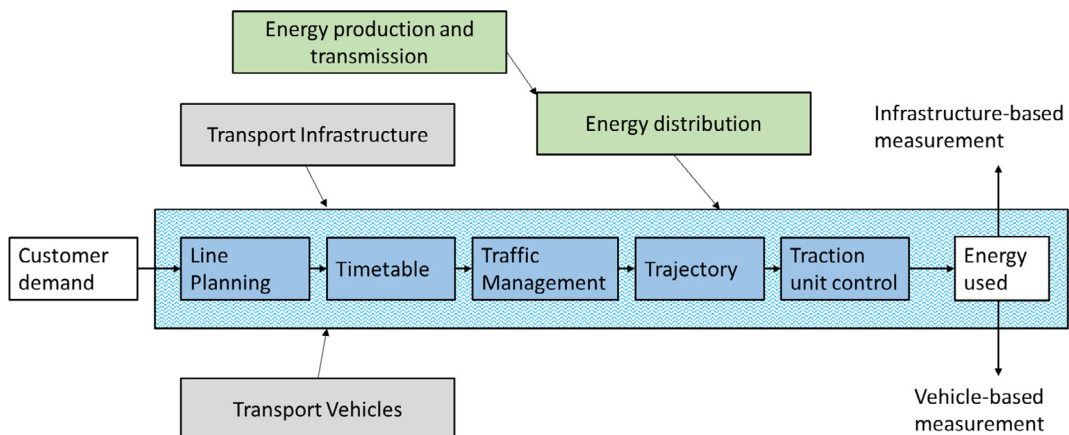 Energy production and
transmission
Energy distribution
Transport Infrastructure
Infrastructure-based
measurement
Customer
demand
Line
Planning
Timetable
Traffic
Management
Trajectory
Traction
unit control
Energy
used
Transport Vehicles
Vehicle-based
measurement